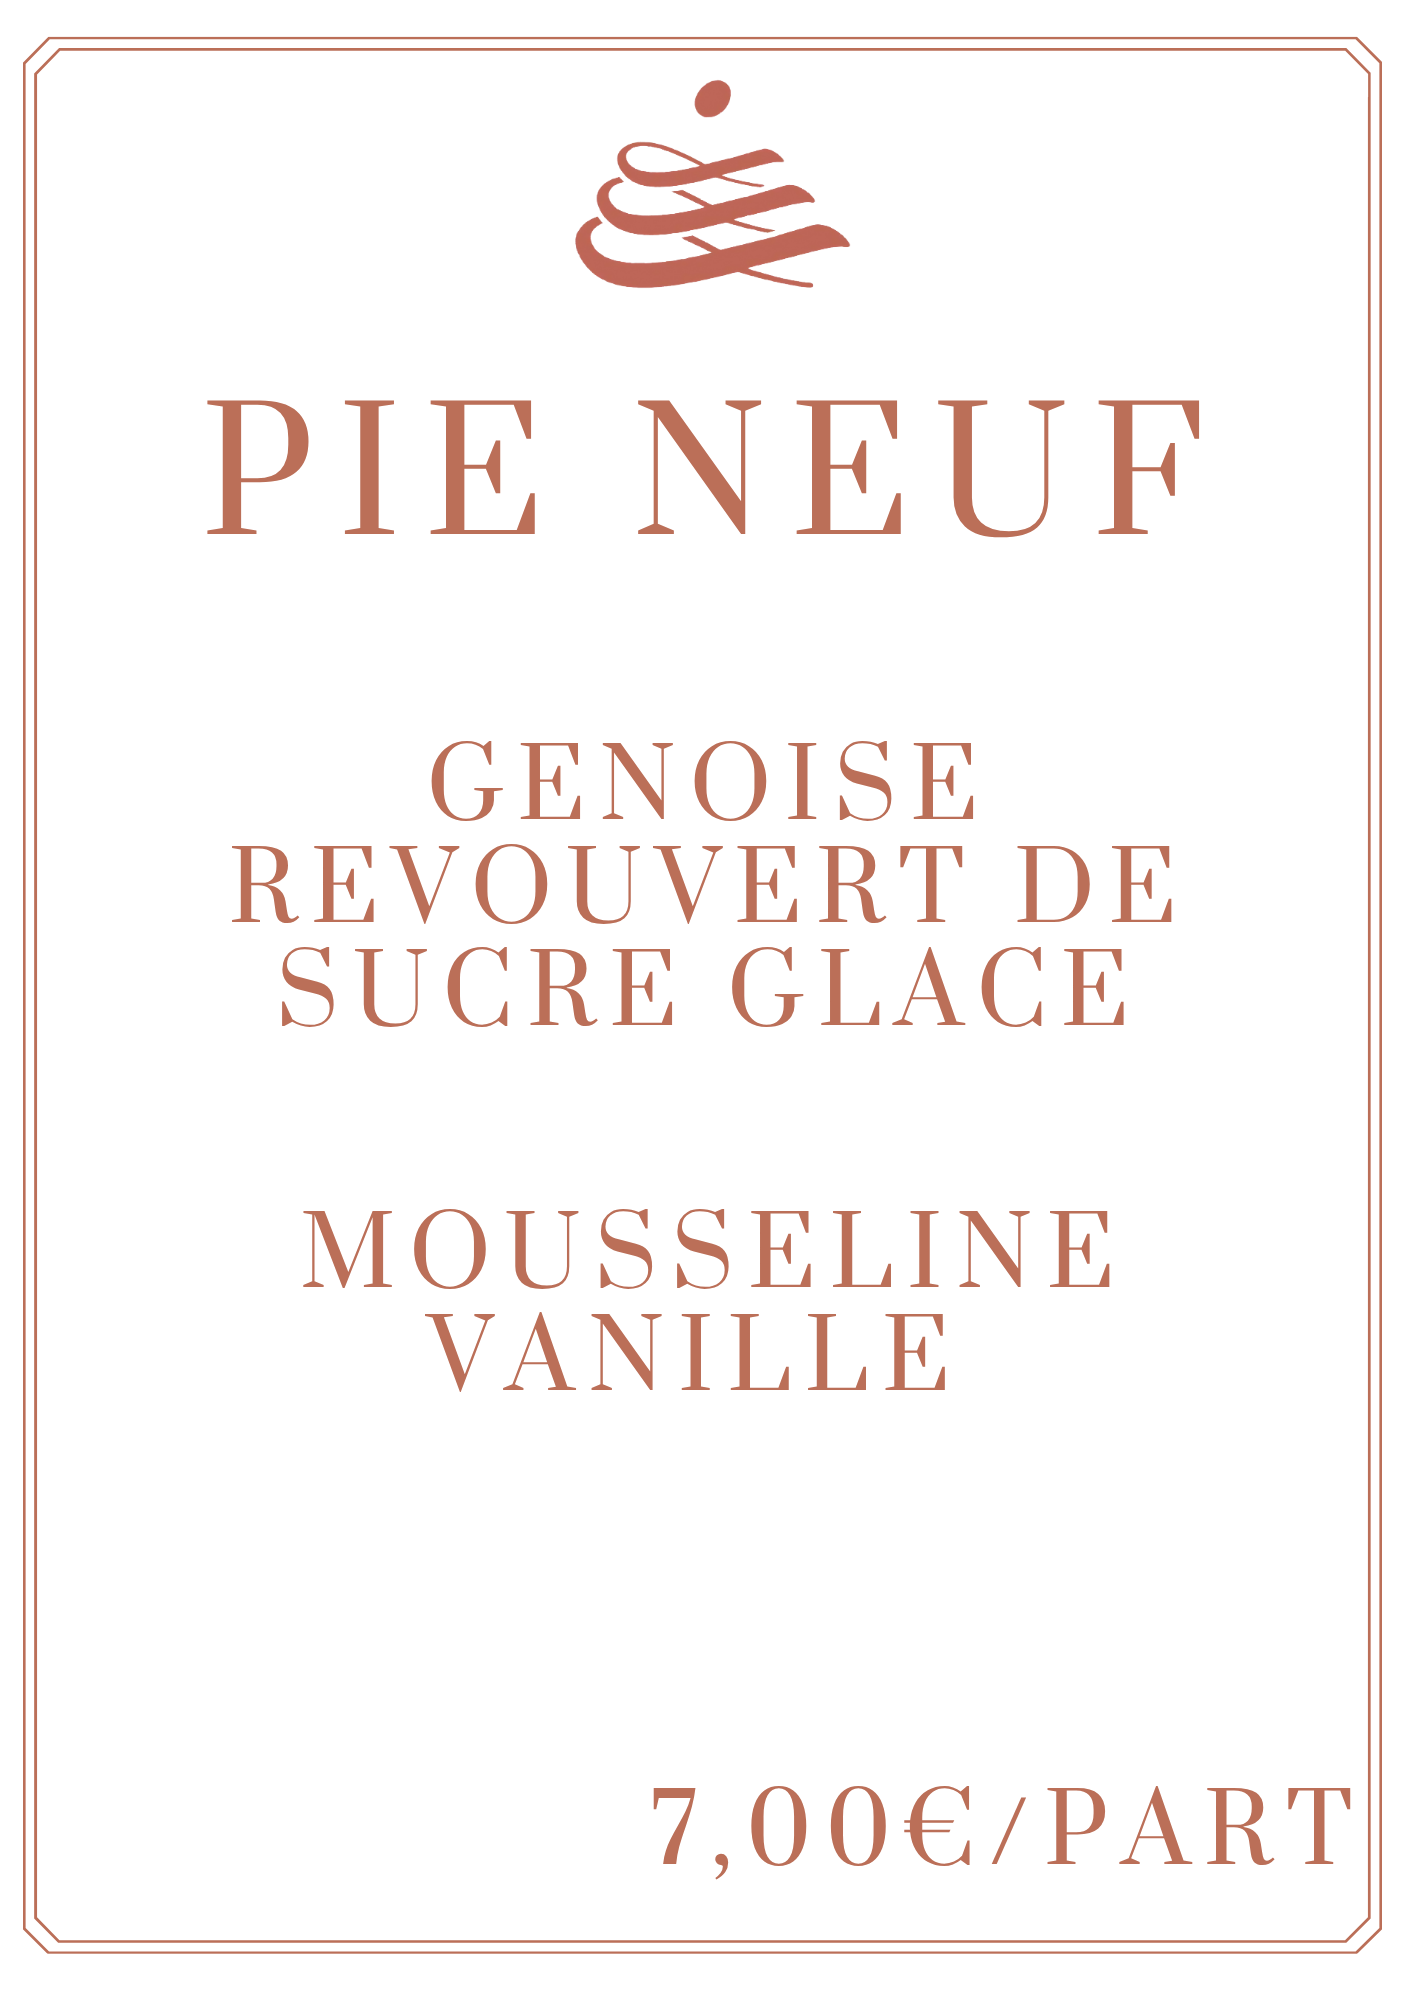 PIE NEUF
GENOISE
REVOUVERT DE
SUCRE GLACE
MOUSSELINE
VANILLE
7,00€/PART